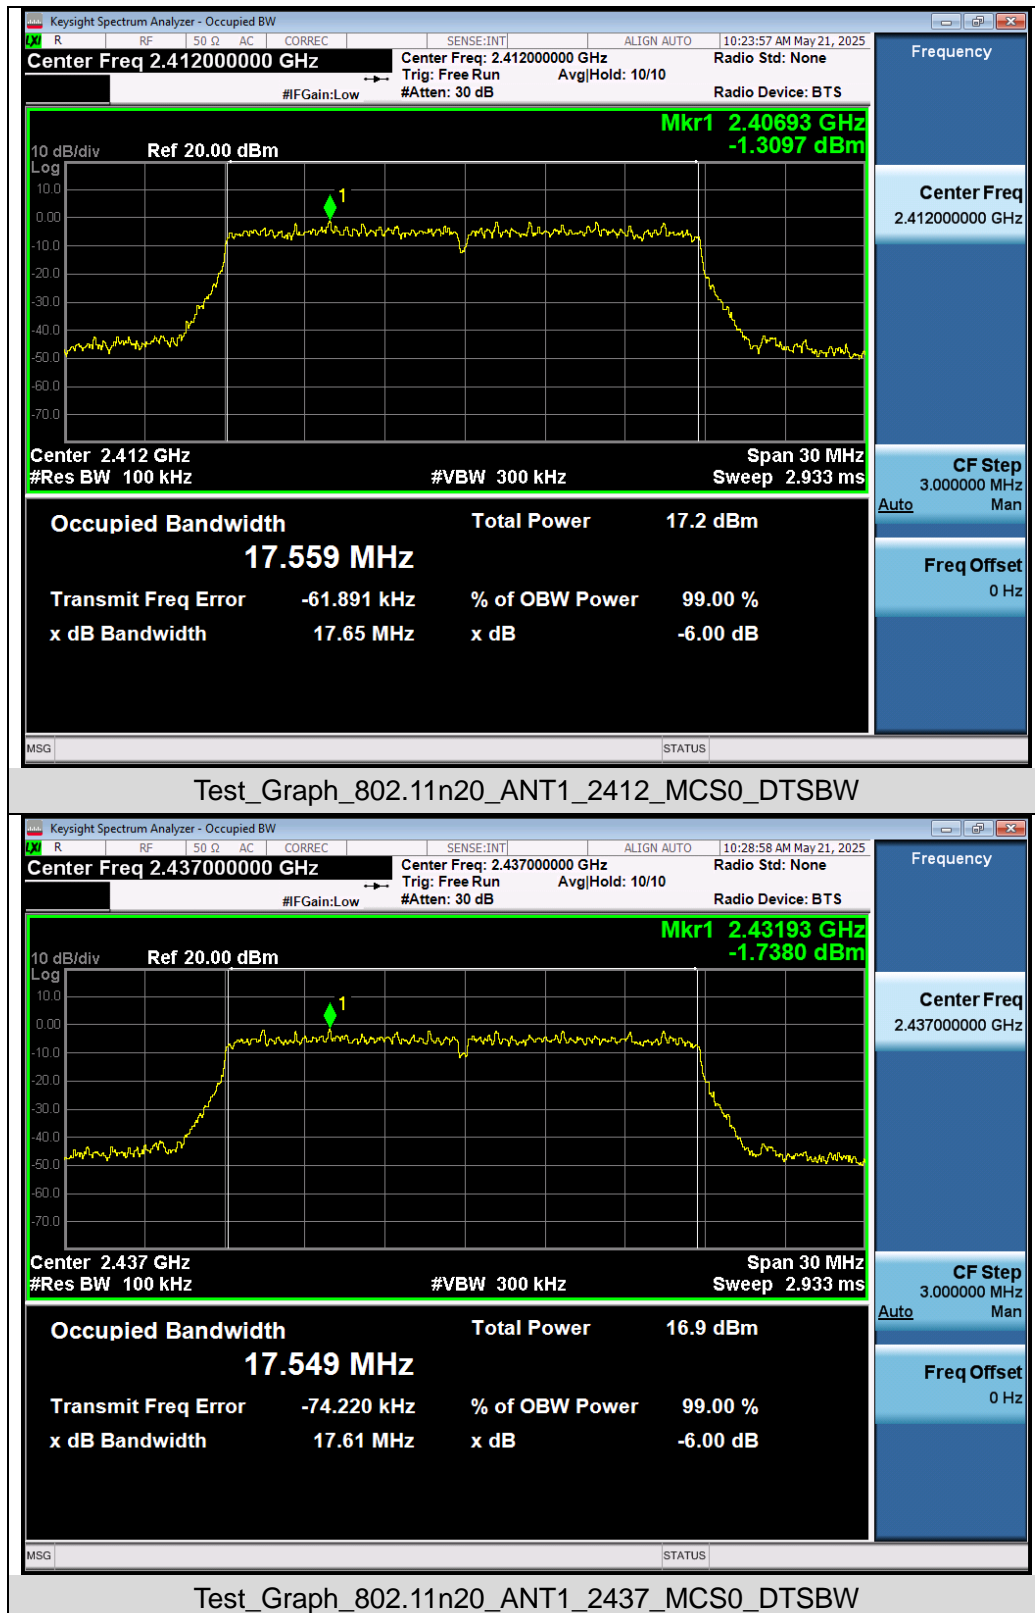 Keysight Spectrum Analyzer - Occupied BW
LXI R RF 50 Ω AC CORREC SENSE:INT ALIGN AUTO 10:23:57 AM May 21, 2025
Center Freq 2.412000000 GHz
Center Freq: 2.412000000 GHz Radio Std: None
Trig: Free Run Avg|Hold: 10/10
#IFGain:Low #Atten: 30 dB Radio Device: BTS
Frequency
Mkr1 2.40693 GHz
-1.3097 dBm
10 dB/div Ref 20.00 dBm
Log
10.0
0.00
-10.0
-20.0
-30.0
-40.0
-50.0
-60.0
-70.0
1
Center 2.412 GHz Span 30 MHz
#Res BW 100 kHz #VBW 300 kHz Sweep 2.933 ms
Center Freq
2.412000000 GHz
CF Step
3.000000 MHz
Auto Man
Freq Offset
0 Hz
Occupied Bandwidth Total Power 17.2 dBm
17.559 MHz
Transmit Freq Error -61.891 kHz % of OBW Power 99.00 %
x dB Bandwidth 17.65 MHz x dB -6.00 dB
MSG STATUS
Test_Graph_802.11n20_ANT1_2412_MCS0_DTSBW
Keysight Spectrum Analyzer - Occupied BW
LXI R RF 50 Ω AC CORREC SENSE:INT ALIGN AUTO 10:28:58 AM May 21, 2025
Center Freq 2.437000000 GHz
Center Freq: 2.437000000 GHz Radio Std: None
Trig: Free Run Avg|Hold: 10/10
#IFGain:Low #Atten: 30 dB Radio Device: BTS
Frequency
Mkr1 2.43193 GHz
-1.7380 dBm
10 dB/div Ref 20.00 dBm
Log
10.0
0.00
-10.0
-20.0
-30.0
-40.0
-50.0
-60.0
-70.0
1
Center 2.437 GHz Span 30 MHz
#Res BW 100 kHz #VBW 300 kHz Sweep 2.933 ms
Center Freq
2.437000000 GHz
CF Step
3.000000 MHz
Auto Man
Freq Offset
0 Hz
Occupied Bandwidth Total Power 16.9 dBm
17.549 MHz
Transmit Freq Error -74.220 kHz % of OBW Power 99.00 %
x dB Bandwidth 17.61 MHz x dB -6.00 dB
MSG STATUS
Test_Graph_802.11n20_ANT1_2437_MCS0_DTSBW